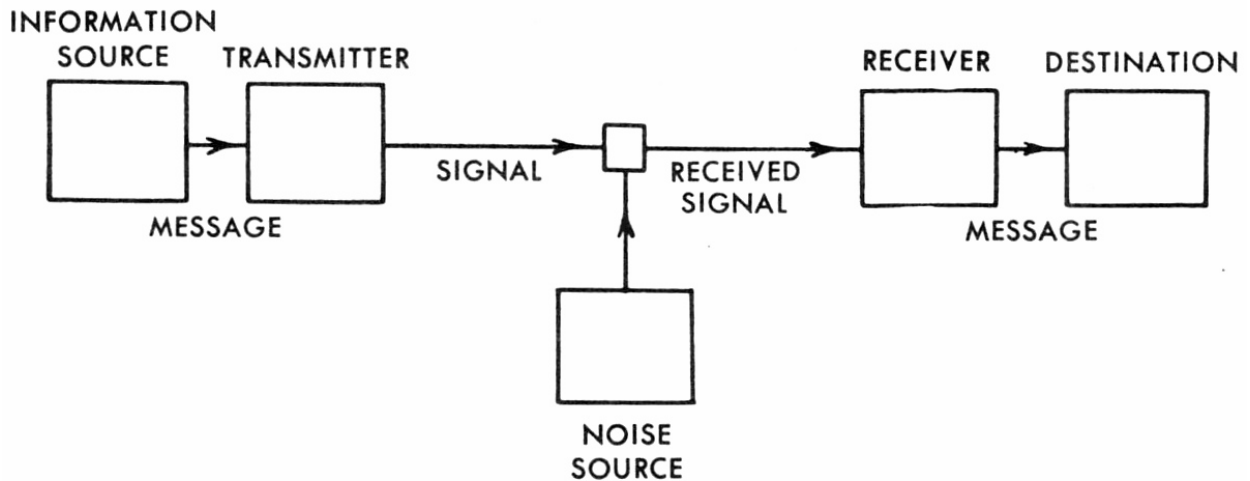 INFORMATION
SOURCE
TRANSMITTER
RECEIVER
DESTINATION
SIGNAL
RECEIVED
SIGNAL
MESSAGE
MESSAGE
NOISE
SOURCE